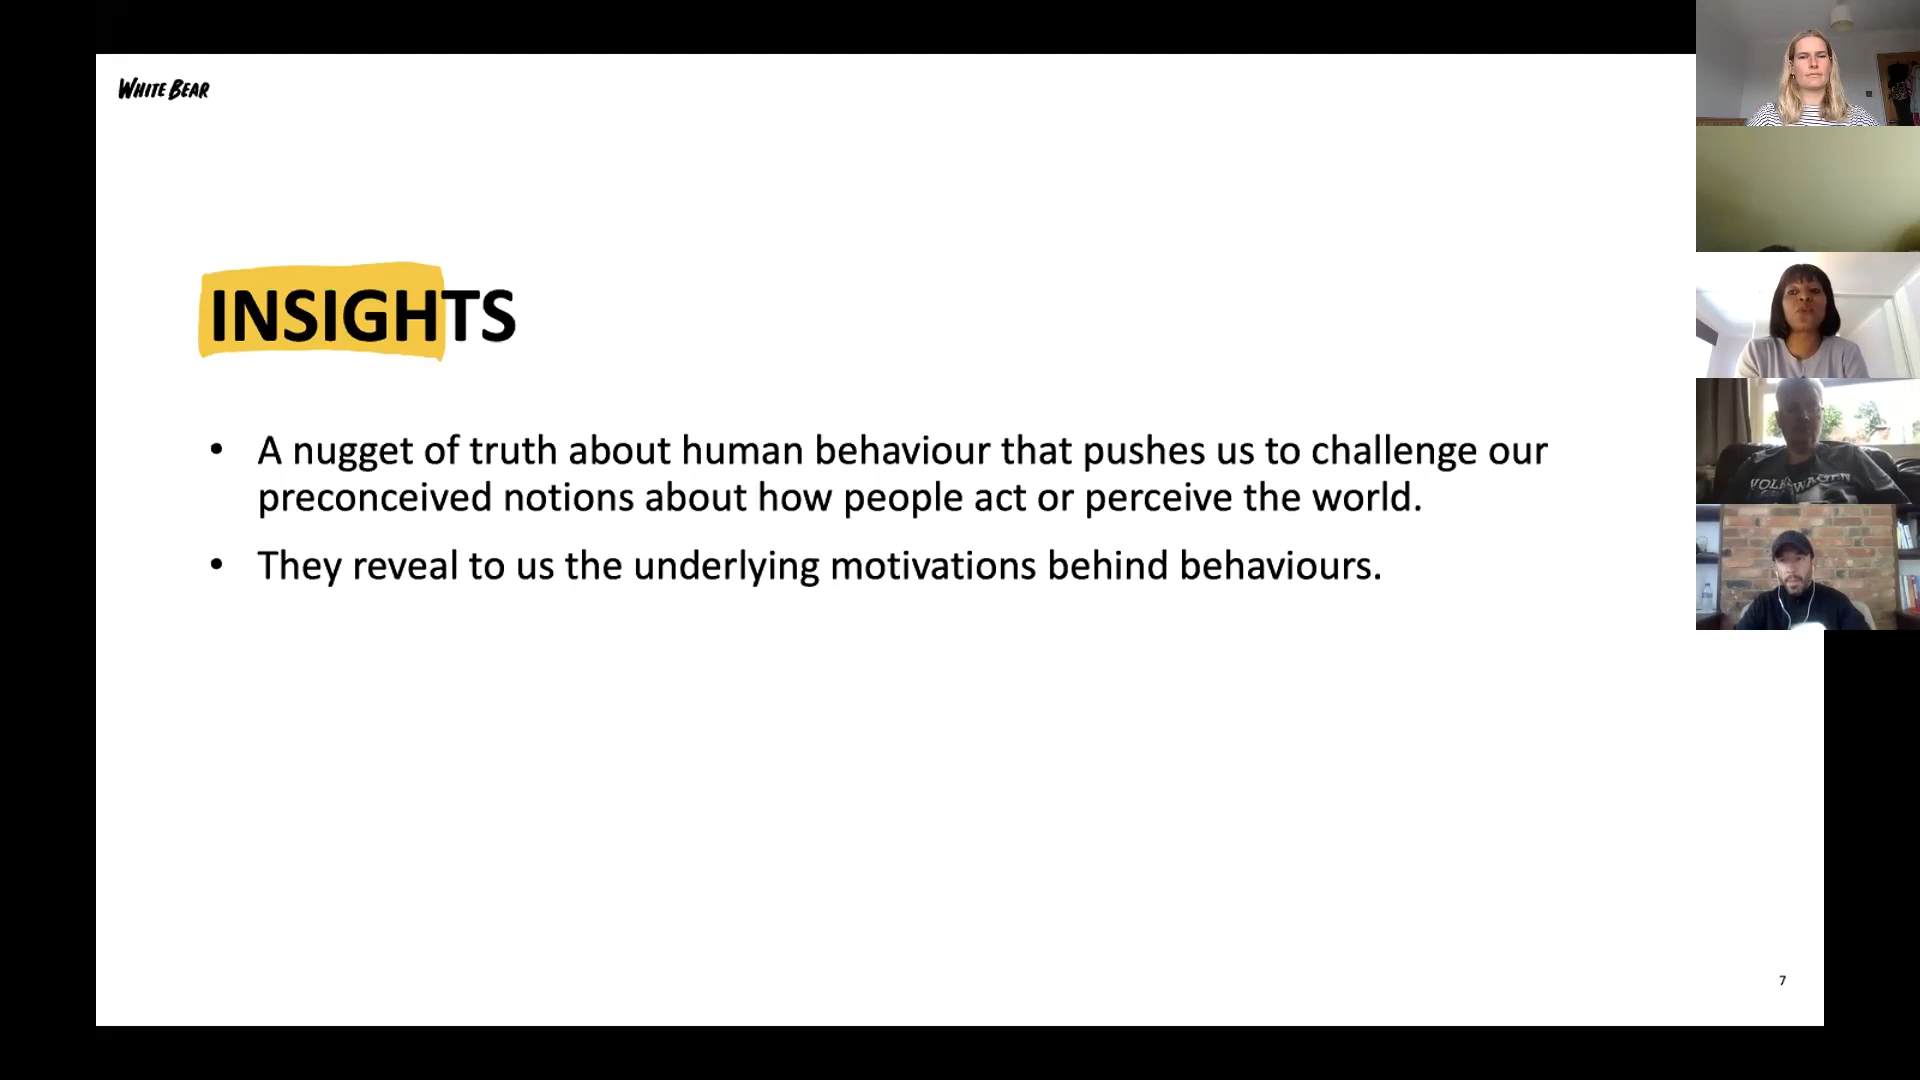 WHITE BEAR
INSIGHTS
• A nugget of truth about human behaviour that pushes us to challenge our
preconceived notions about how people act or perceive the world.
• They reveal to us the underlying motivations behind behaviours.
VOLKSWAGEN
7